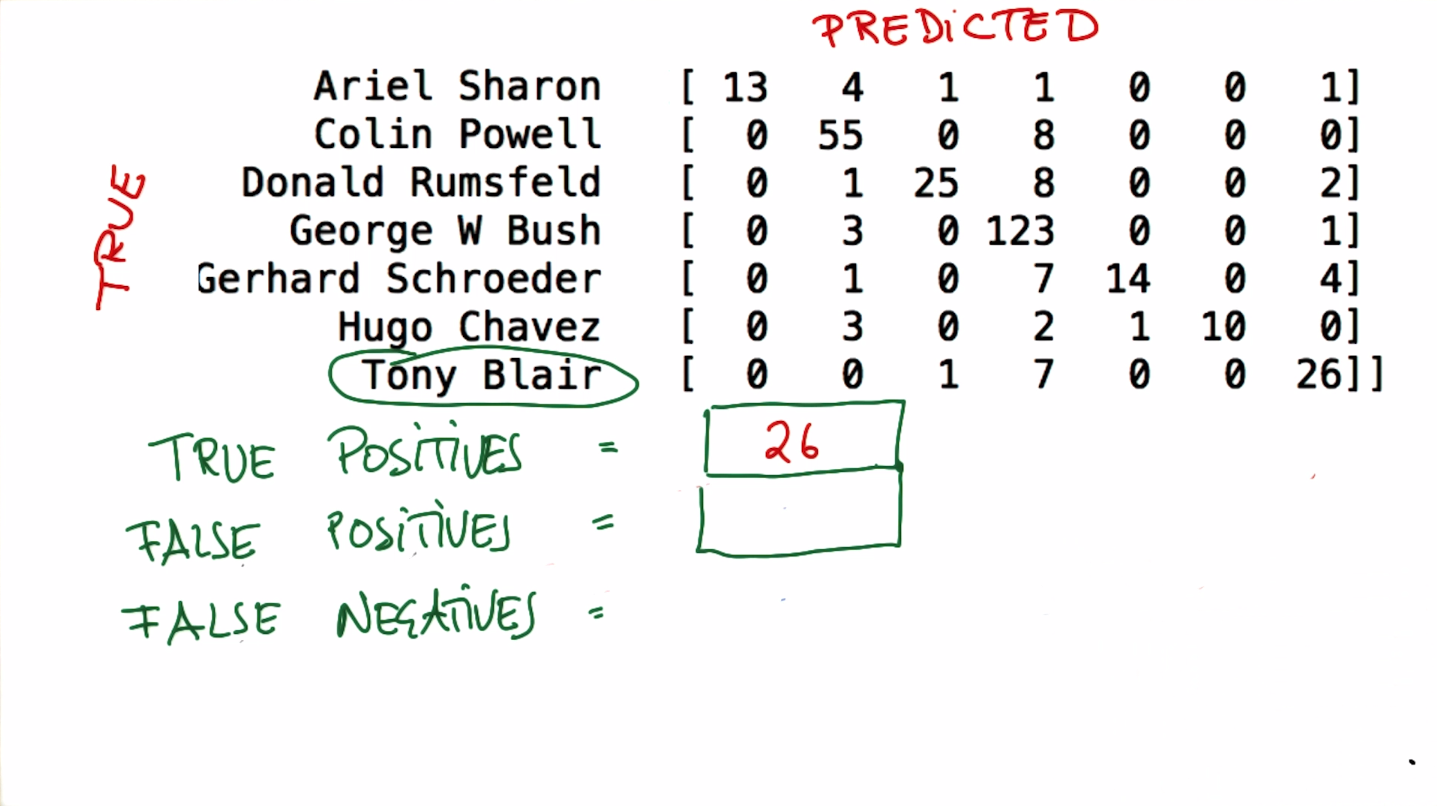 PREDICTED
TRUE
Ariel Sharon [ 13 4 1 1 0 0 1]
Colin Powell [ 0 55 0 8 0 0 0]
Donald Rumsfeld [ 0 1 25 8 0 0 2]
George W Bush [ 0 3 0 123 0 0 1]
Gerhard Schroeder [ 0 1 0 7 14 0 4]
Hugo Chavez [ 0 3 0 2 1 10 0]
Tony Blair [ 0 0 1 7 0 0 26]]
TRUE POSITIVES = 26
FALSE POSITIVES =
FALSE NEGATIVES =